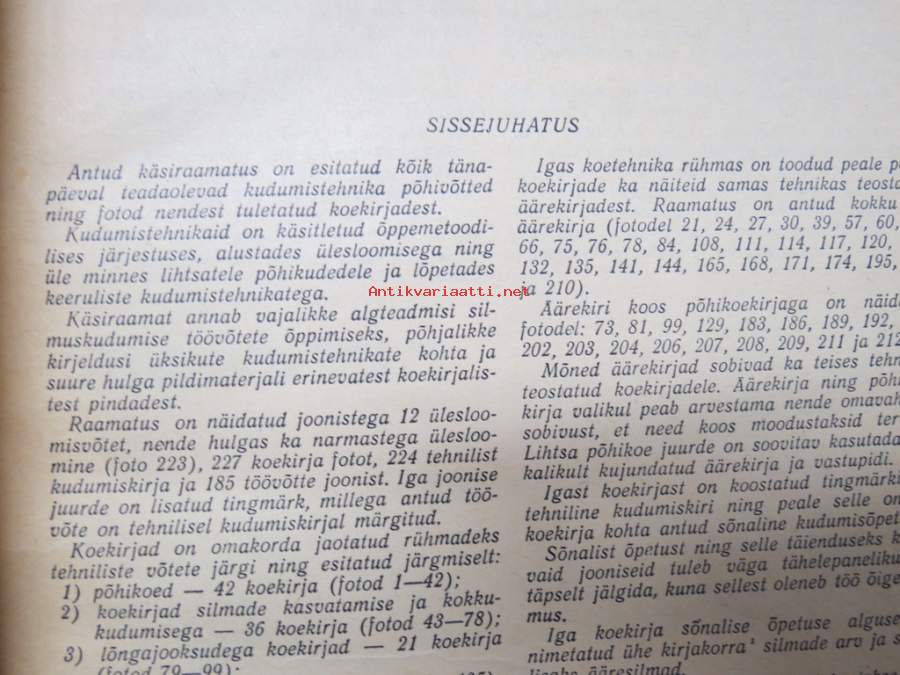 SISSEJUHATUS
Antud käsiraamatus on esitatud kõik täna-
päeval teadaolevad kudumistehnika põhivõtted
ning fotod nendest tuletatud koekirjadest.
Kudumistehnikaid on käsitletud õppemetoodi-
lises järjestuses, alustades ülesloomisega ning
üle minnes lihtsatele põhikudedele ja lõpetades
keeruliste kudumistehnikatega.
Käsiraamat annab vajalikke algteadmisi sil-
muskudumise töövõtete õppimiseks, põhjalikke
kirjeldusi üksikute kudumistehnikate kohta ja
suure hulga pildimaterjali erinevatest koekirjalis-
test pindadest.
Raamatus on näidatud joonistega 12 ülesloo-
misvõtet, nende hulgas ka narmastega ülesloo-
mine (foto 223), 227 koekirja fotot, 224 tehnilist
kudumiskirja ja 185 töövõtte joonist. Iga joonise
juurde on lisatud tingmärk, millega antud töö-
võte on tehnilisel kudumiskirjal märgitud.
Koekirjad on omakorda jaotatud rühmadeks
tehniliste võtete järgi ning esitatud järgmiselt:
1) põhikoed — 42 koekirja (fotod 1—42);
2) koekirjad silmade kasvatamise ja kokku-
kudumisega — 36 koekirja (fotod 43—78);
3) lõngajooksudega koekirjad — 21 koekirja
(fotod 79—99);
Igas koetehnika rühmas on toodud peale
koekirjade ka näiteid samas tehnikas
äärekirjadest. Raamatus on antud kokku
äärekirja (fotodel 21, 24, 27, 30, 39, 57, 60,
66, 75, 76, 78, 84, 108, 111, 114, 117, 120,
132, 135, 141, 144, 165, 168, 171, 174, 195,
ja 210).
Äärekiri koos põhikoekirjaga on
fotodel: 73, 81, 99, 129, 183, 186, 189, 192,
202, 203, 204, 206, 207, 208, 209, 211 ja 212
Mõned äärekirjad sobivad ka teises
teostatud koekirjadele. Äärekirja ning
kirja valikul peab arvestama nende
sobivust, et need koos moodustaksid
Lihtsa põhikoe juurde on soovitav kasutada
kalikult kujundatud äärekirja ja vastupidi.
Igast koekirjast on koostatud
tehniline kudumiskiri ning peale selle on
koekirja kohta antud sõnaline
Sõnalist õpetust ning selle täienduseks
vaid jooniseid tuleb väga
täpselt jälgida, kuna sellest oleneb töö
mus.
Iga koekirja sõnalise õpetuse
nimetatud ühe kirjakorra¹ silmade arv ja
ääresilmad.
Antikvariaatti.net